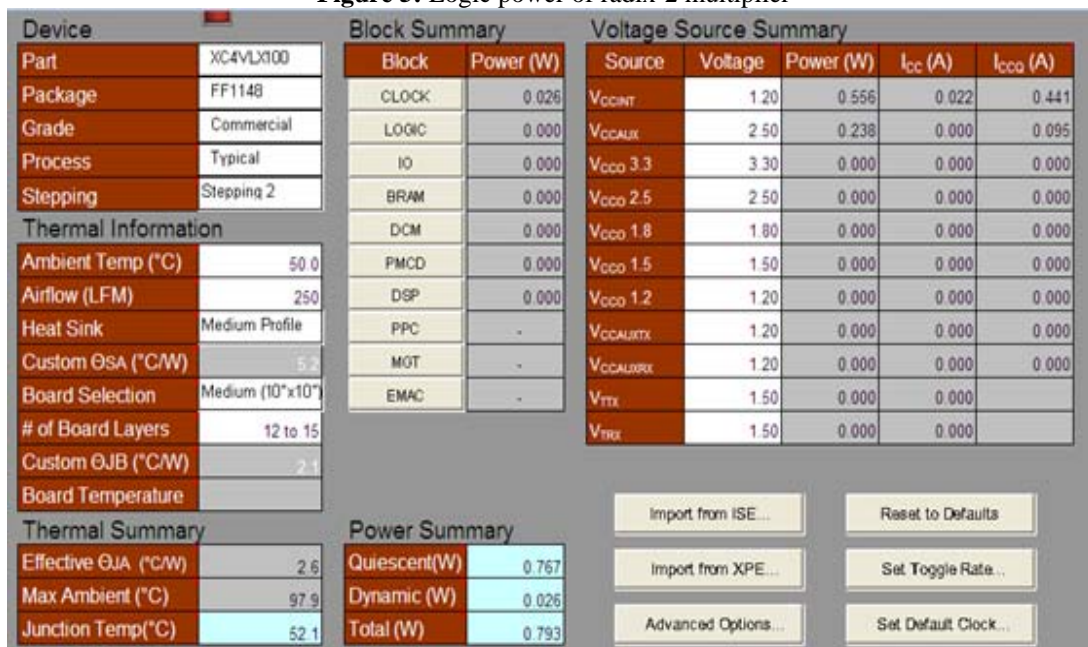 Figure 5. Logic power of radix-2 multiplier
Device
Part XC4VLX100
Package FF1148
Grade Commercial
Process Typical
Stepping Stepping 2
Thermal Information
Ambient Temp (°C) 50.0
Airflow (LFM) 250
Heat Sink Medium Profile
Custom ΘSA (°C/W) 5.2
Board Selection Medium (10"x10")
# of Board Layers 12 to 15
Custom ΘJB (°C/W) 2.1
Board Temperature
Thermal Summary
Effective ΘJA (°C/W) 2.6
Max Ambient (°C) 97.9
Junction Temp(°C) 52.1
Block Summary
Block Power (W)
CLOCK 0.026
LOGIC 0.000
IO 0.000
BRAM 0.000
DCM 0.000
PMCD 0.000
DSP 0.000
PPC -
MGT -
EMAC -
Power Summary
Quiescent(W) 0.767
Dynamic (W) 0.026
Total (W) 0.793
Voltage Source Summary
Source Voltage Power (W) ICC (A) ICCQ (A)
VCCINT 1.20 0.556 0.022 0.441
VCCAUX 2.50 0.238 0.000 0.095
VCCO 3.3 3.30 0.000 0.000 0.000
VCCO 2.5 2.50 0.000 0.000 0.000
VCCO 1.8 1.80 0.000 0.000 0.000
VCCO 1.5 1.50 0.000 0.000 0.000
VCCO 1.2 1.20 0.000 0.000 0.000
VCCAUXTX 1.20 0.000 0.000 0.000
VCCAUXRX 1.20 0.000 0.000 0.000
VTTX 1.50 0.000 0.000
VTRX 1.50 0.000 0.000
Import from ISE... Reset to Defaults
Import from XPE... Set Toggle Rate...
Advanced Options... Set Default Clock...